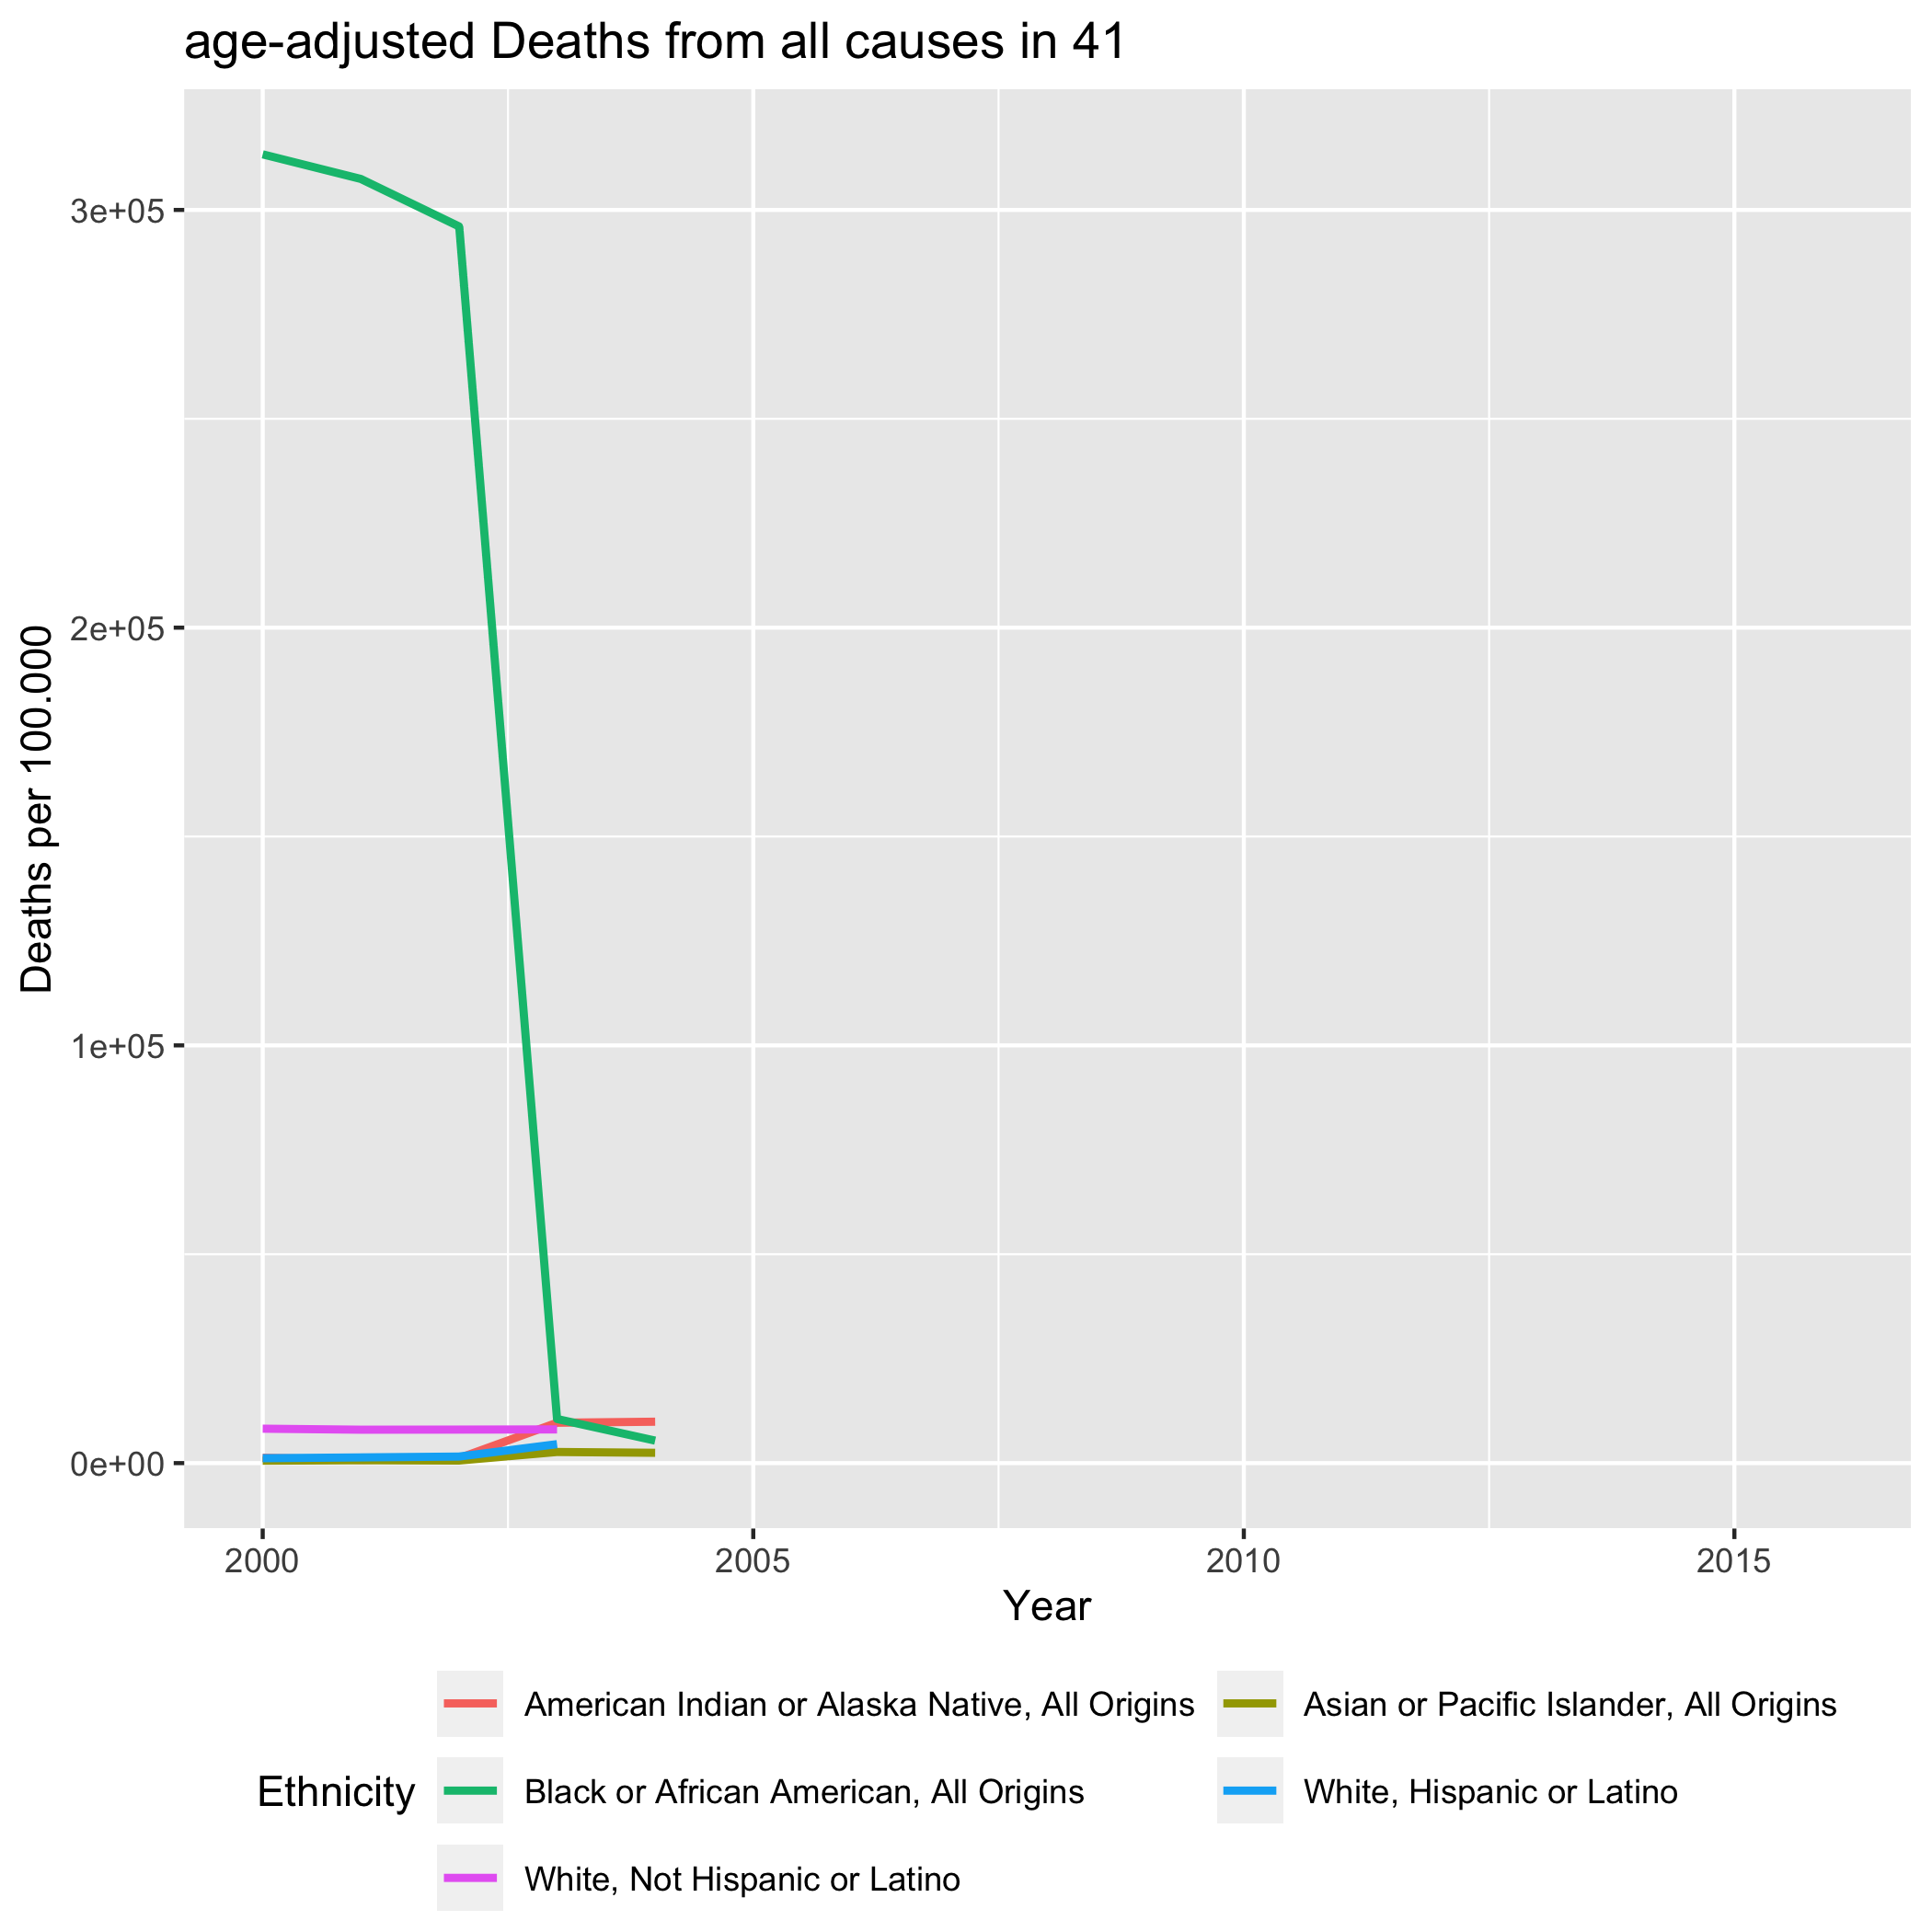 age-adjusted Deaths from all causes in 41
3e+05
2e+05
1e+05
0e+00
Deaths per 100.000
2000 2005 2010 2015
Year
Ethnicity
American Indian or Alaska Native, All Origins
Asian or Pacific Islander, All Origins
Black or African American, All Origins
White, Hispanic or Latino
White, Not Hispanic or Latino